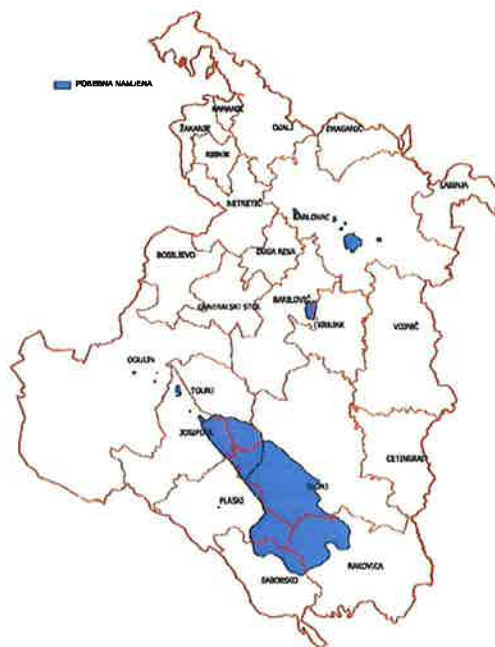 POSEBNA NAMJENA
KAMANJE
ŽAKANJE
OZALJ
DRAGANIĆ
RIBNIK
LASINJA
NETRETIĆ
KARLOVAC
BOSILJEVO
DUGA RESA
GENERALSKI STOL
BARILOVIĆ
KRNJAK
VOJNIĆ
OGULIN
TOUNJ
JOSIPDOL
CETINGRAD
SLUNJ
PLAŠKI
RAKOVICA
SABORSKO